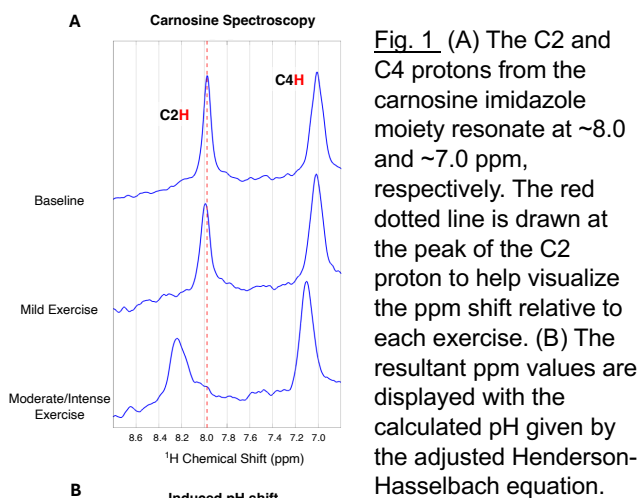 A
Carnosine Spectroscopy
C2H
C4H
Baseline
Mild Exercise
Moderate/Intense
Exercise
8.6 8.4 8.2 8.0 7.8 7.6 7.4 7.2 7.0
1H Chemical Shift (ppm)
B
Induced pH shift
Fig. 1 (A) The C2 and
C4 protons from the
carnosine imidazole
moiety resonate at ~8.0
and ~7.0 ppm,
respectively. The red
dotted line is drawn at
the peak of the C2
proton to help visualize
the ppm shift relative to
each exercise. (B) The
resultant ppm values are
displayed with the
calculated pH given by
the adjusted Henderson-
Hasselbach equation.